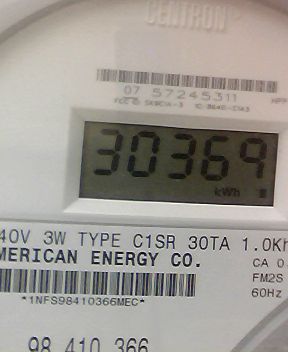 CENTRON
07 57245311
30369
kWh
40V 3W TYPE C1SR 30TA 1.0Kh
MERICAN ENERGY CO.
CA 0
FM2S
60Hz
*1NFS98410366MEC*
98 410 366